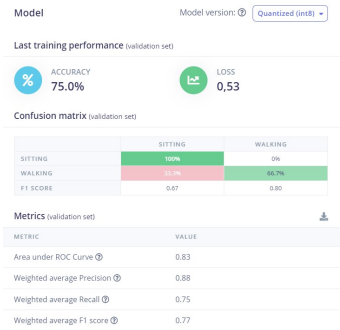 Model
Model version: Quantized (int8)
Last training performance (validation set)
ACCURACY
75.0%
LOSS
0,53
Confusion matrix (validation set)
SITTING WALKING
SITTING 100% 0%
WALKING 33.3% 66.7%
F1 SCORE 0.67 0.80
Metrics (validation set)
METRIC VALUE
Area under ROC Curve 0.83
Weighted average Precision 0.88
Weighted average Recall 0.75
Weighted average F1 score 0.77